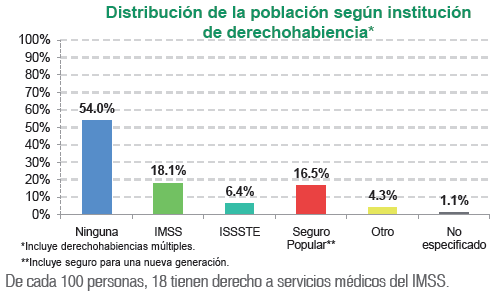 Distribución de la población según institución
de derechohabiencia*
100%
90%
80%
70%
60%
50%
40%
30%
20%
10%
0%
54.0%
18.1%
6.4%
16.5%
4.3%
1.1%
Ninguna
IMSS
ISSSTE
Seguro
Popular**
Otro
No
especificado
*Incluye derechohabiencias múltiples.
**Incluye seguro para una nueva generación.
De cada 100 personas, 18 tienen derecho a servicios médicos del IMSS.